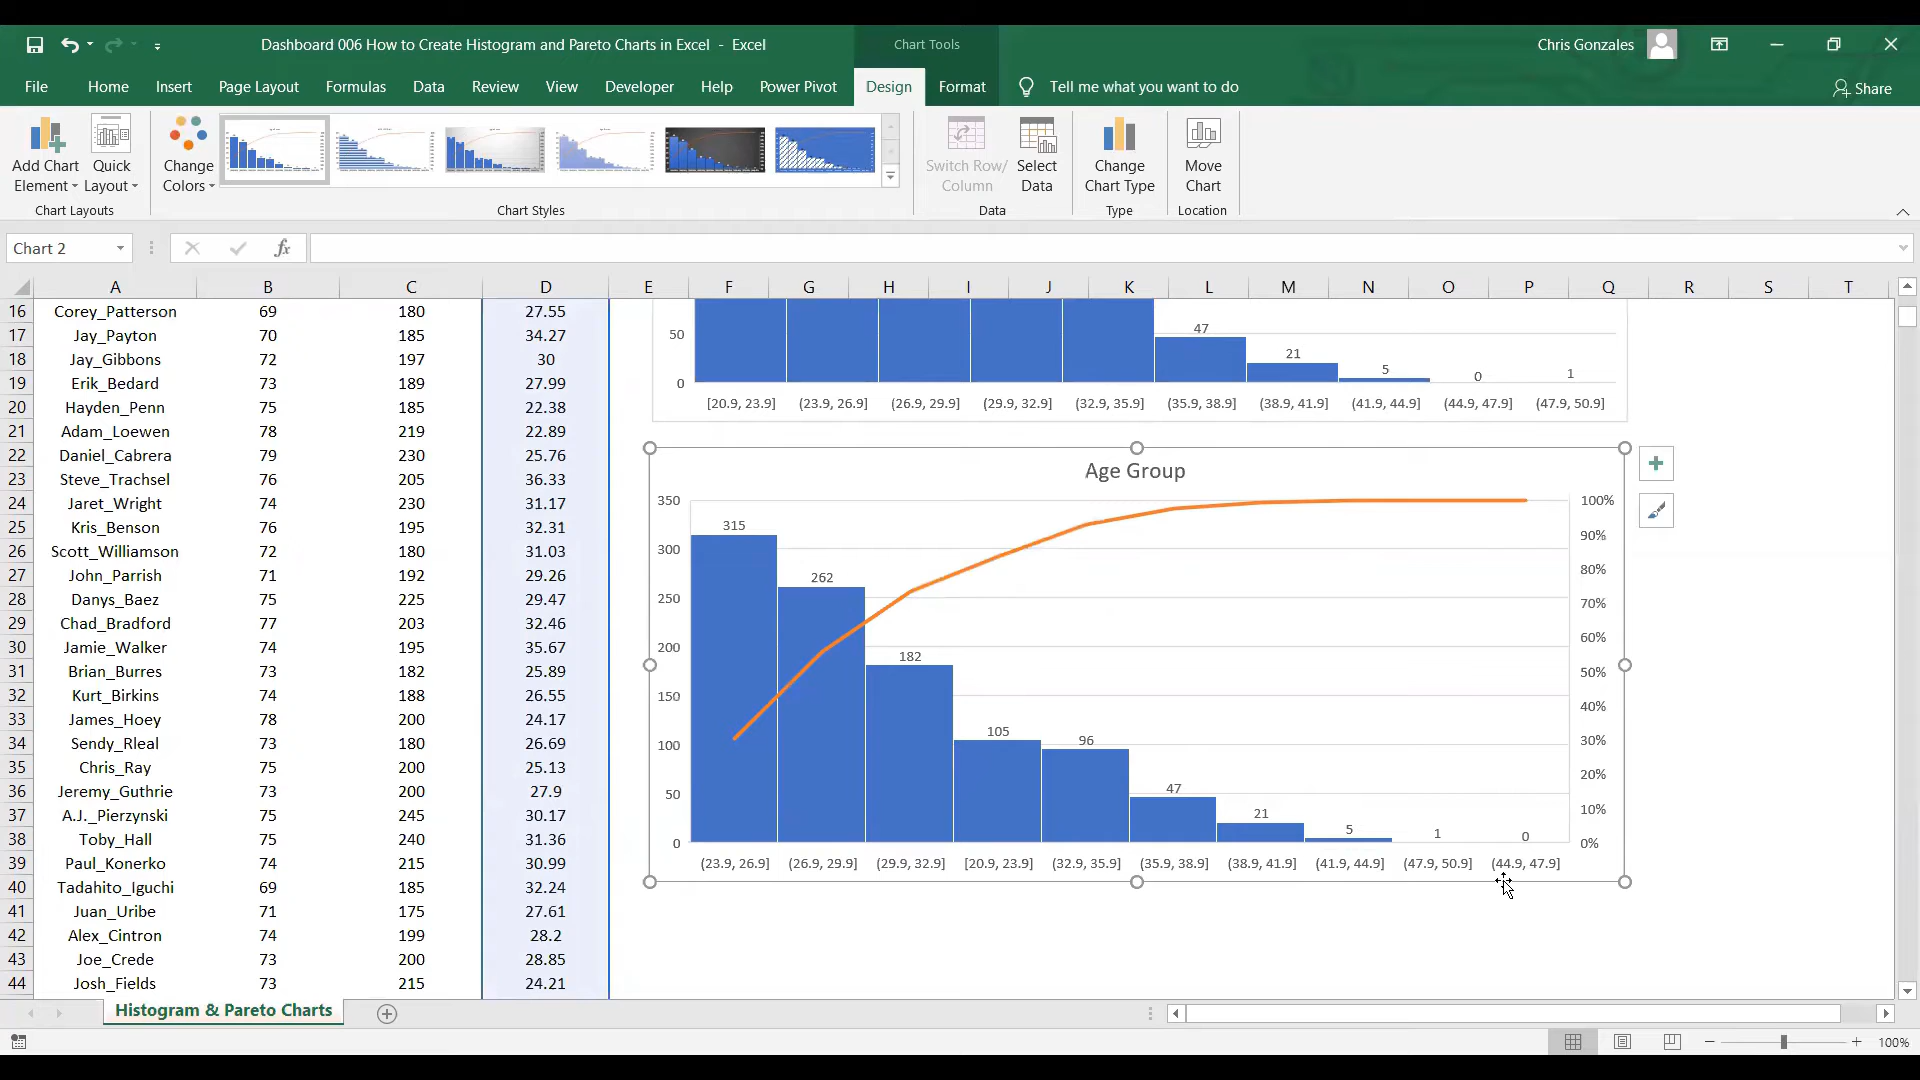 Dashboard 006 How to Create Histogram and Pareto Charts in Excel - Excel
Chart Tools
Chris Gonzales
File Home Insert Page Layout Formulas Data Review View Developer Help Power Pivot Design Format Tell me what you want to do Share
Add Chart
Element
Quick
Layout
Change
Colors
Switch Row/
Column
Select
Data
Change
Chart Type
Move
Chart
Chart Layouts
Chart Styles
Data
Type
Location
Chart 2
fx
A B C D E F G H I J K L M N O P Q R S T
16 Corey_Patterson 69 180 27.55
17 Jay_Payton 70 185 34.27
18 Jay_Gibbons 72 197 30
19 Erik_Bedard 73 189 27.99
20 Hayden_Penn 75 185 22.38
21 Adam_Loewen 78 219 22.89
22 Daniel_Cabrera 79 230 25.76
23 Steve_Trachsel 76 205 36.33
24 Jaret_Wright 74 230 31.17
25 Kris_Benson 76 195 32.31
26 Scott_Williamson 72 180 31.03
27 John_Parrish 71 192 29.26
28 Danys_Baez 75 225 29.47
29 Chad_Bradford 77 203 32.46
30 Jamie_Walker 74 195 35.67
31 Brian_Burres 73 182 25.89
32 Kurt_Birkins 74 188 26.55
33 James_Hoey 78 200 24.17
34 Sendy_Rleal 73 180 26.69
35 Chris_Ray 75 200 25.13
36 Jeremy_Guthrie 73 200 27.9
37 A.J._Pierzynski 75 245 30.17
38 Toby_Hall 75 240 31.36
39 Paul_Konerko 74 215 30.99
40 Tadahito_Iguchi 69 185 32.24
41 Juan_Uribe 71 175 27.61
42 Alex_Cintron 74 199 28.2
43 Joe_Crede 73 200 28.85
44 Josh_Fields 73 215 24.21
50
0
47 21 5 0 1
[20.9, 23.9] (23.9, 26.9] (26.9, 29.9] (29.9, 32.9] (32.9, 35.9] (35.9, 38.9] (38.9, 41.9] (41.9, 44.9] (44.9, 47.9] (47.9, 50.9]
Age Group
350
300
250
200
150
100
50
0
315 262 182 105 96 47 21 5 1 0
100%
90%
80%
70%
60%
50%
40%
30%
20%
10%
0%
(23.9, 26.9] (26.9, 29.9] (29.9, 32.9] [20.9, 23.9] (32.9, 35.9] (35.9, 38.9] (38.9, 41.9] (41.9, 44.9] (47.9, 50.9] (44.9, 47.9]
Histogram & Pareto Charts
100%